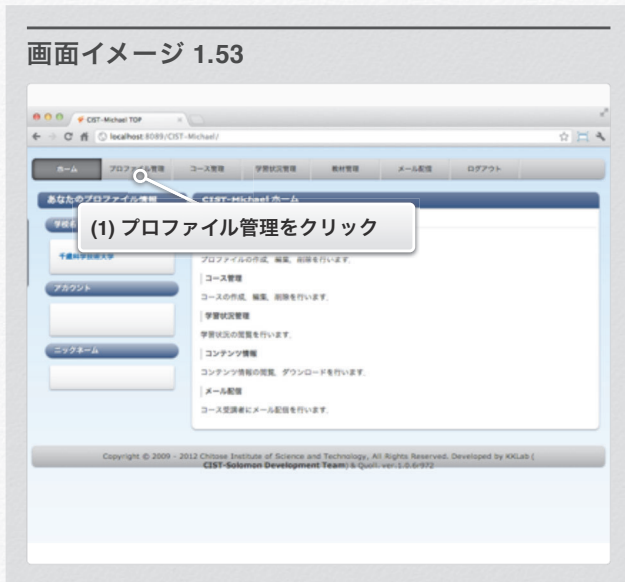 画面イメージ 1.53
CIST-Michael TOP
localhost:8089/CIST-Michael/
ホーム プロファイル管理 コース管理 学習状況管理 教材管理 メール配信 ログアウト
あなたのプロファイル情報 CIST-Michael ホーム
(1) プロファイル管理をクリック
千歳科学技術大学
プロファイルの作成、編集、削除を行います.
コース管理
アカウント
コースの作成、編集、削除を行います.
学習状況管理
学習状況の閲覧を行います.
ニックネーム
コンテンツ情報
コンテンツ情報の閲覧、ダウンロードを行います.
メール配信
コース受講者にメール配信を行います.
Copyright © 2009 - 2012 Chitose Institute of Science and Technology, All Rights Reserved. Developed by KKLab (
CIST-Solomon Development Team) & Quoll. ver.1.0.6r972